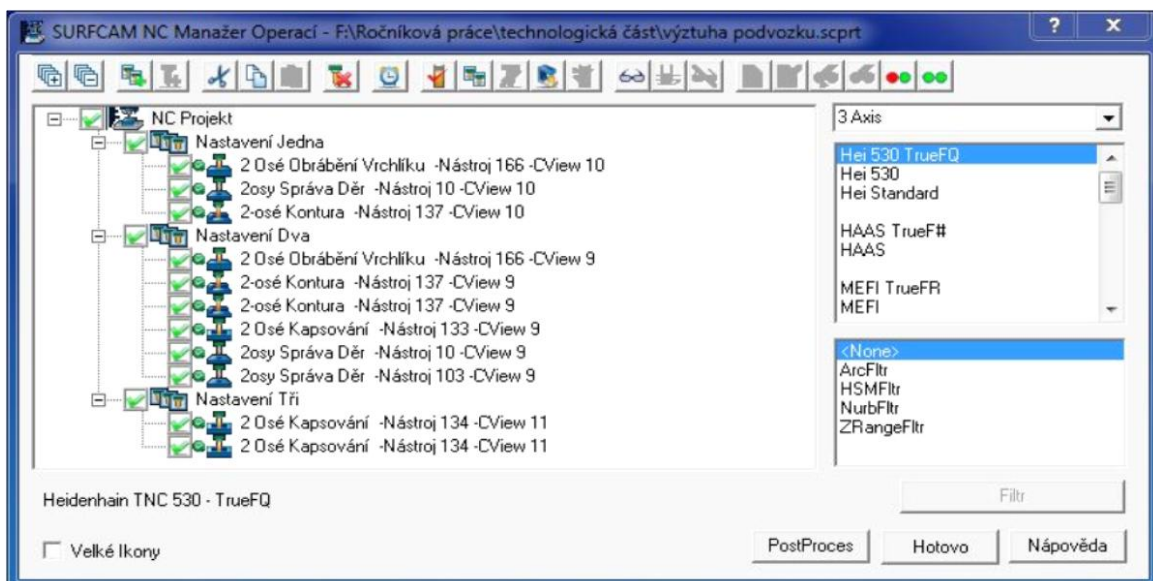 SURFCAM NC Manažer Operací - F:\Ročníková práce\technologická část\výztuha podvozku.scprt
NC Projekt
Nastavení Jedna
2 Osé Obrábění Vrchlíku -Nástroj 166 -CView 10
2osy Správa Děr -Nástroj 10 -CView 10
2-osé Kontura -Nástroj 137 -CView 10
Nastavení Dva
2 Osé Obrábění Vrchlíku -Nástroj 166 -CView 9
2-osé Kontura -Nástroj 137 -CView 9
2-osé Kontura -Nástroj 137 -CView 9
2 Osé Kapsování -Nástroj 133 -CView 9
2osy Správa Děr -Nástroj 10 -CView 9
2osy Správa Děr -Nástroj 103 -CView 9
Nastavení Tři
2 Osé Kapsování -Nástroj 134 -CView 11
2 Osé Kapsování -Nástroj 134 -CView 11
3 Axis
Hei 530 TrueFQ
Hei 530
Hei Standard
HAAS TrueF#
HAAS
MEFI TrueFR
MEFI
<None>
ArcFltr
HSMFltr
NurbFltr
ZRangeFltr
Heidenhain TNC 530 - TrueFQ
Filtr
Velké Ikony
PostProces
Hotovo
Nápověda